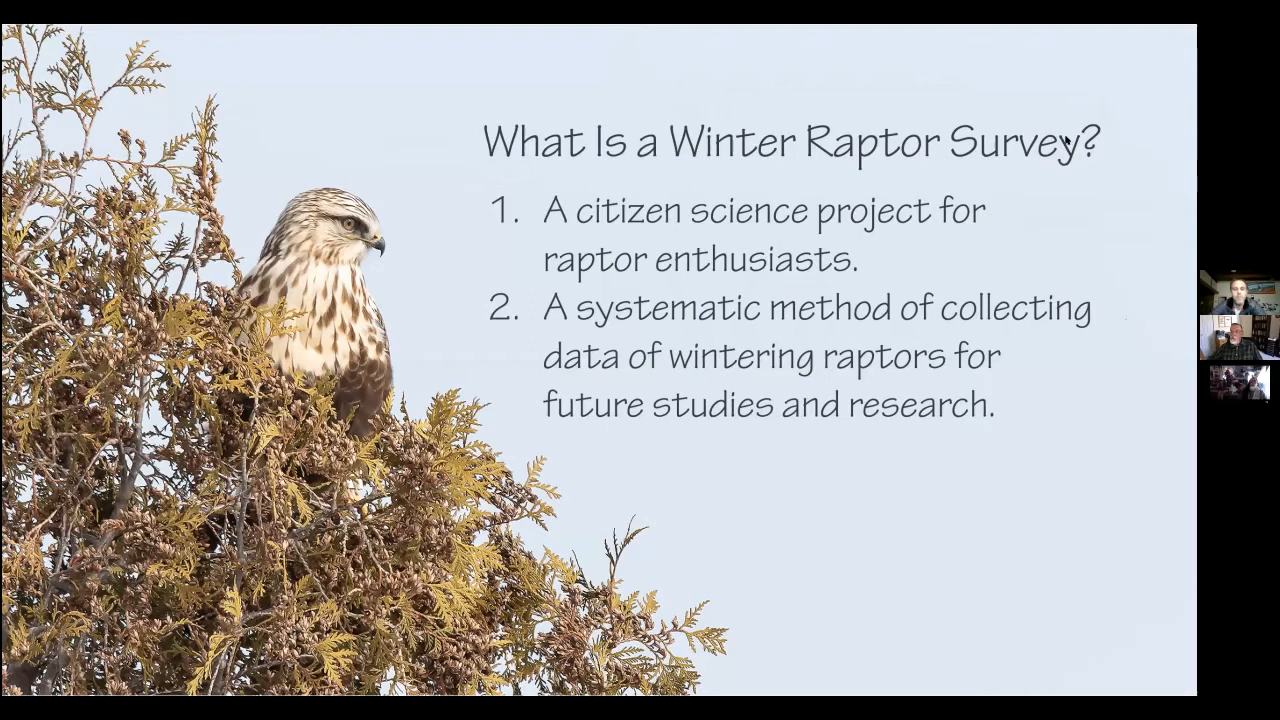 What Is a Winter Raptor Survey?
1. A citizen science project for
raptor enthusiasts.
2. A systematic method of collecting
data of wintering raptors for
future studies and research.